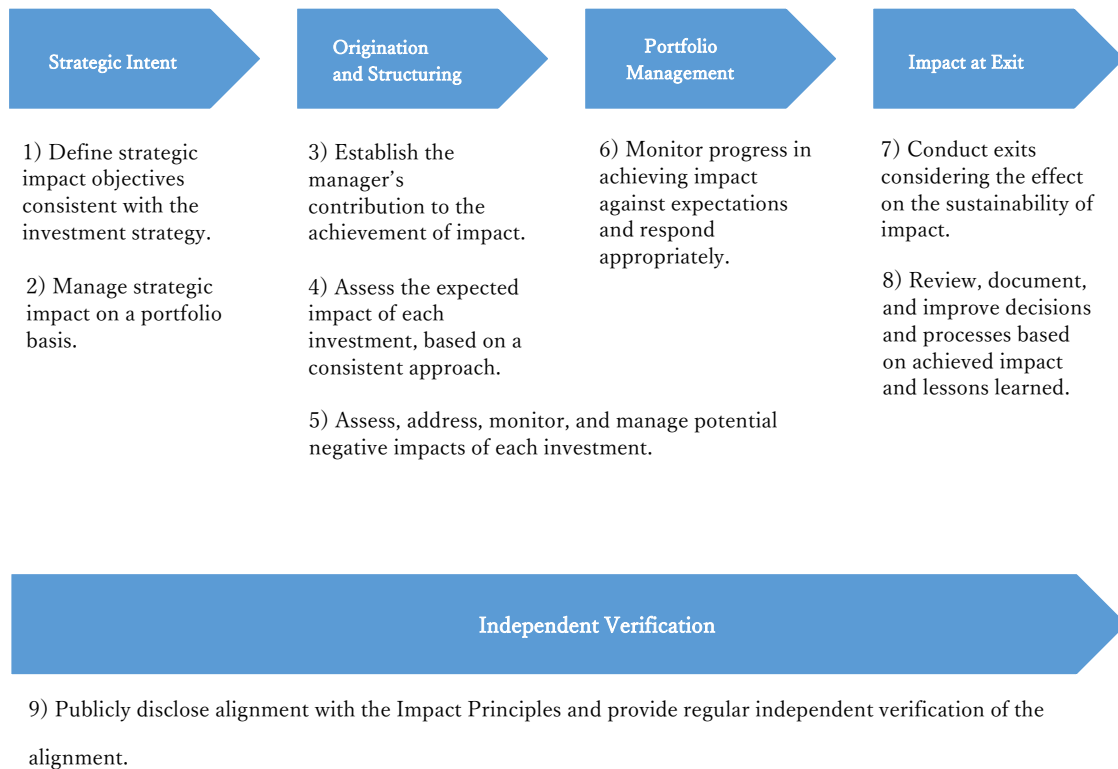 Strategic Intent
Origination
and Structuring
Portfolio
Management
Impact at Exit
1) Define strategic
impact objectives
consistent with the
investment strategy.
2) Manage strategic
impact on a portfolio
basis.
3) Establish the
manager’s
contribution to the
achievement of impact.
4) Assess the expected
impact of each
investment, based on a
consistent approach.
5) Assess, address, monitor, and manage potential
negative impacts of each investment.
6) Monitor progress in
achieving impact
against expectations
and respond
appropriately.
7) Conduct exits
considering the effect
on the sustainability of
impact.
8) Review, document,
and improve decisions
and processes based
on achieved impact
and lessons learned.
Independent Verification
9) Publicly disclose alignment with the Impact Principles and provide regular independent verification of the
alignment.